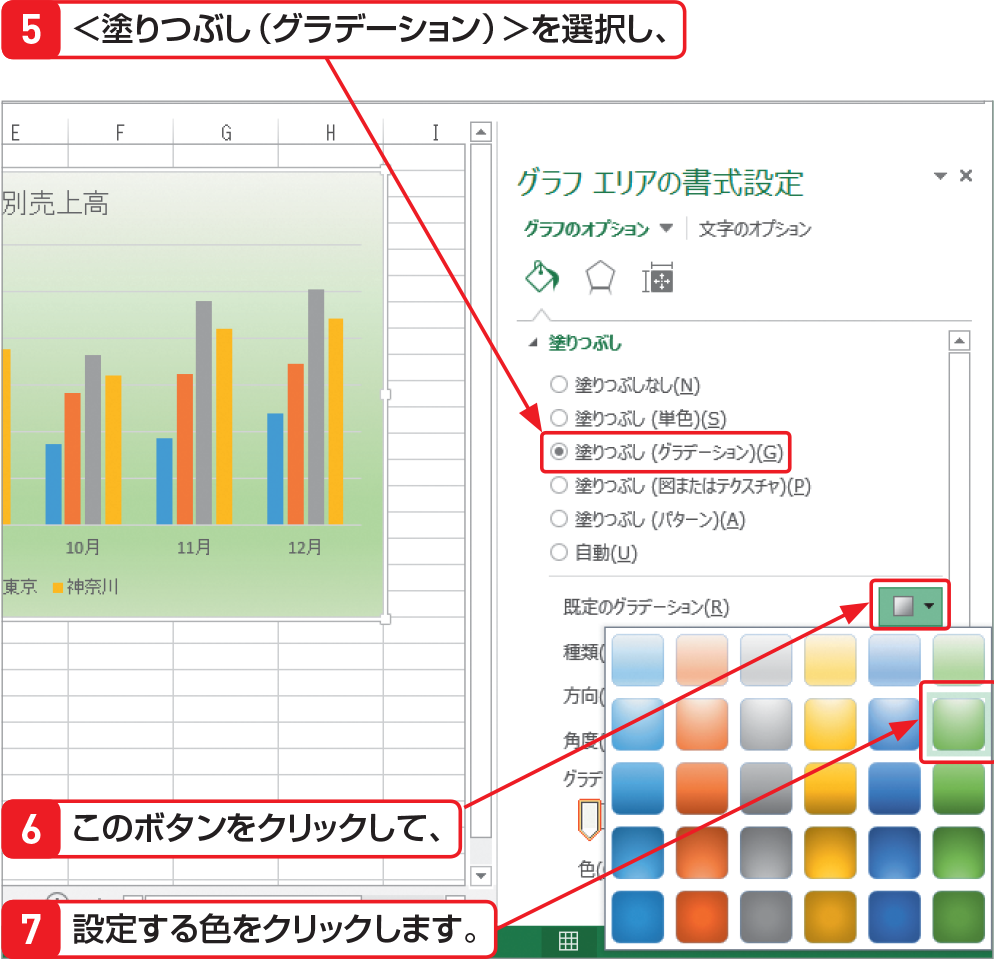 5 <塗りつぶし(グラデーション)>を選択し、
E F G H I
別売上高
10月 11月 12月
東京 神奈川
グラフ エリアの書式設定
グラフのオプション 文字のオプション
塗りつぶし
塗りつぶしなし(N)
塗りつぶし (単色)(S)
塗りつぶし (グラデーション)(G)
塗りつぶし (図またはテクスチャ)(P)
塗りつぶし (パターン)(A)
自動(U)
既定のグラデーション(R)
種類(
方向(
角度(
グラデ
色(
6 このボタンをクリックして、
7 設定する色をクリックします。